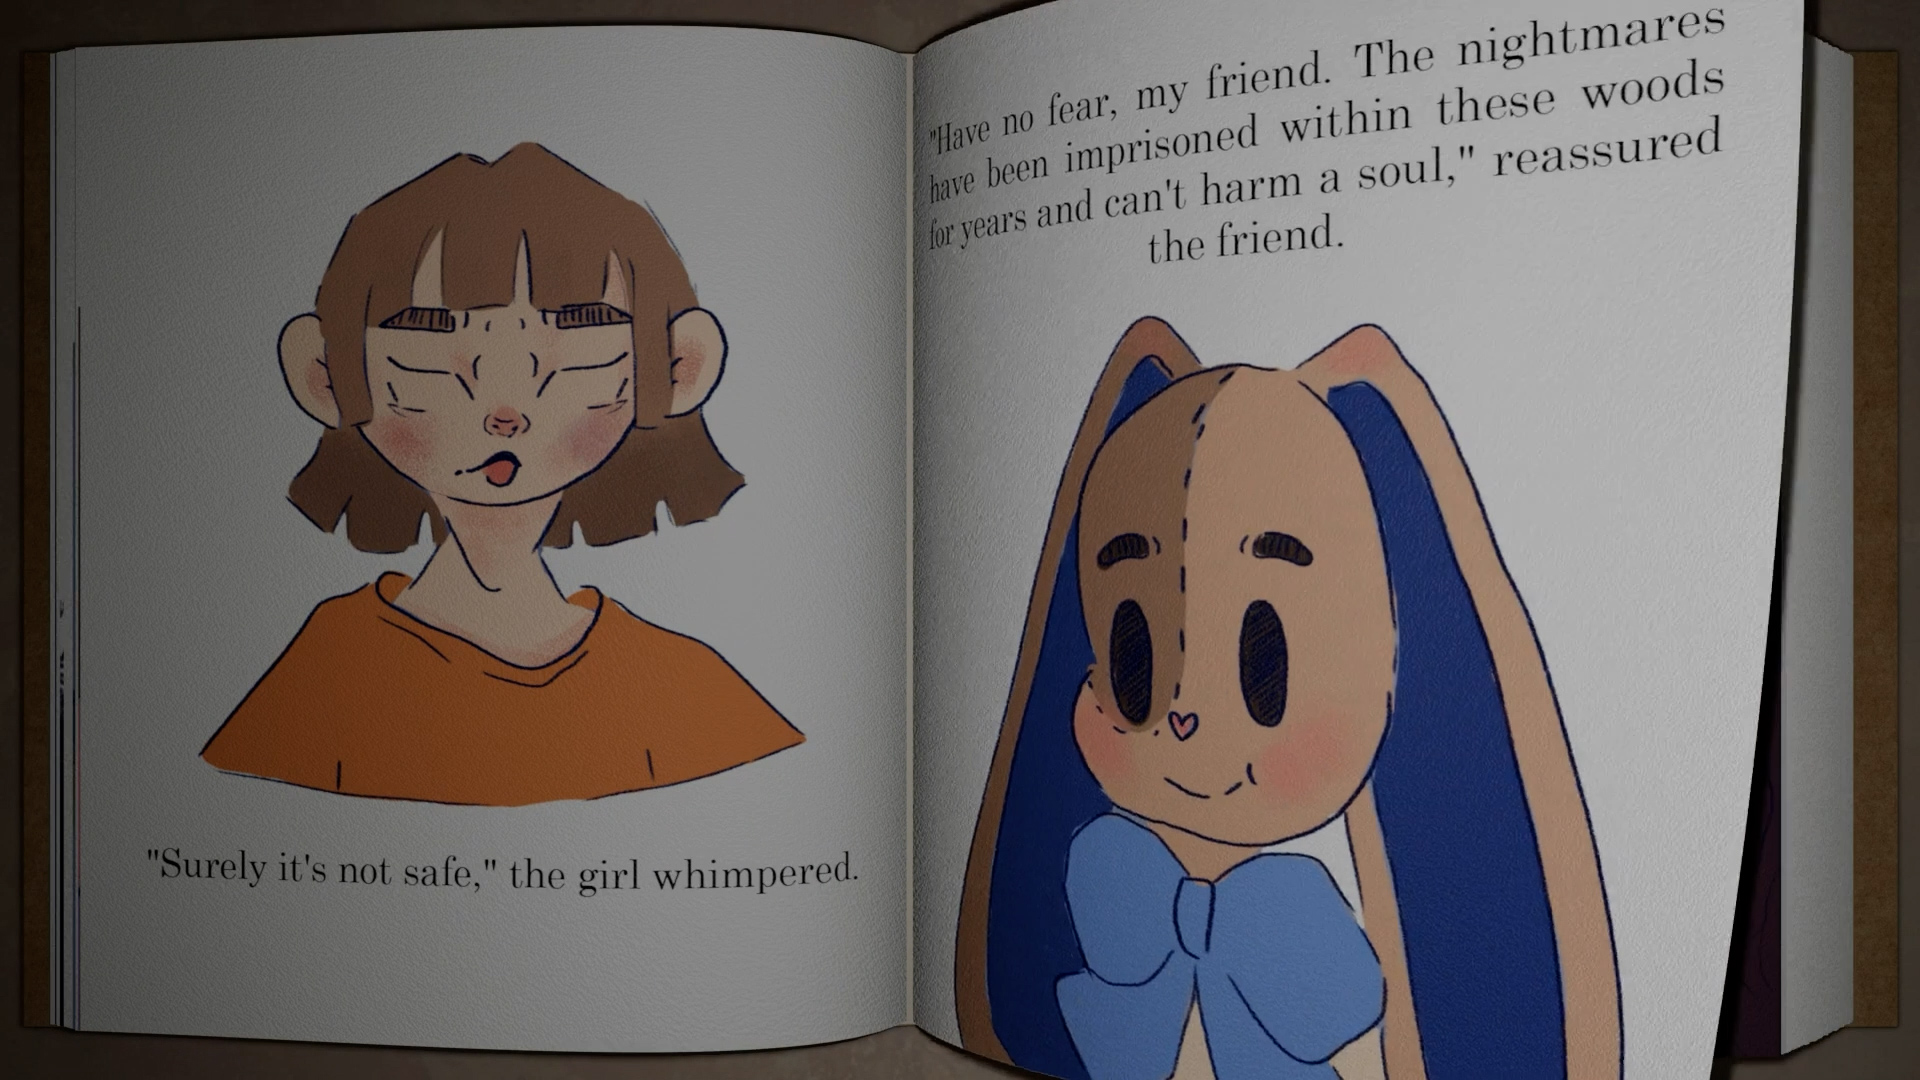 "Surely it's not safe," the girl whimpered.
"Have no fear, my friend. The nightmares
have been imprisoned within these woods
for years and can't harm a soul," reassured
the friend.